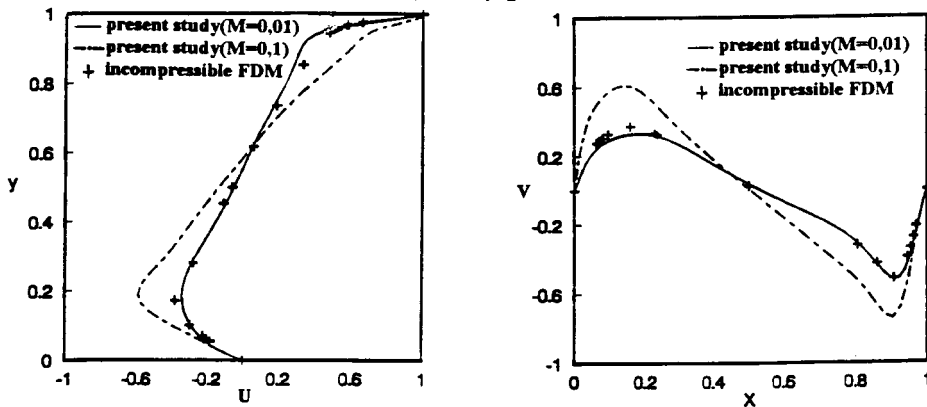 1
present study(M=0,01)
present study(M=0,1)
incompressible FDM
0.8
0.6
y
0.4
0.2
0
-1 -0.6 -0.2 0.2 0.6 1
U
1
present study(M=0,01)
present study(M=0,1)
incompressible FDM
0.6
0.2
V
-0.2
-0.6
-1
0 0.2 0.4 0.6 0.8 1
X